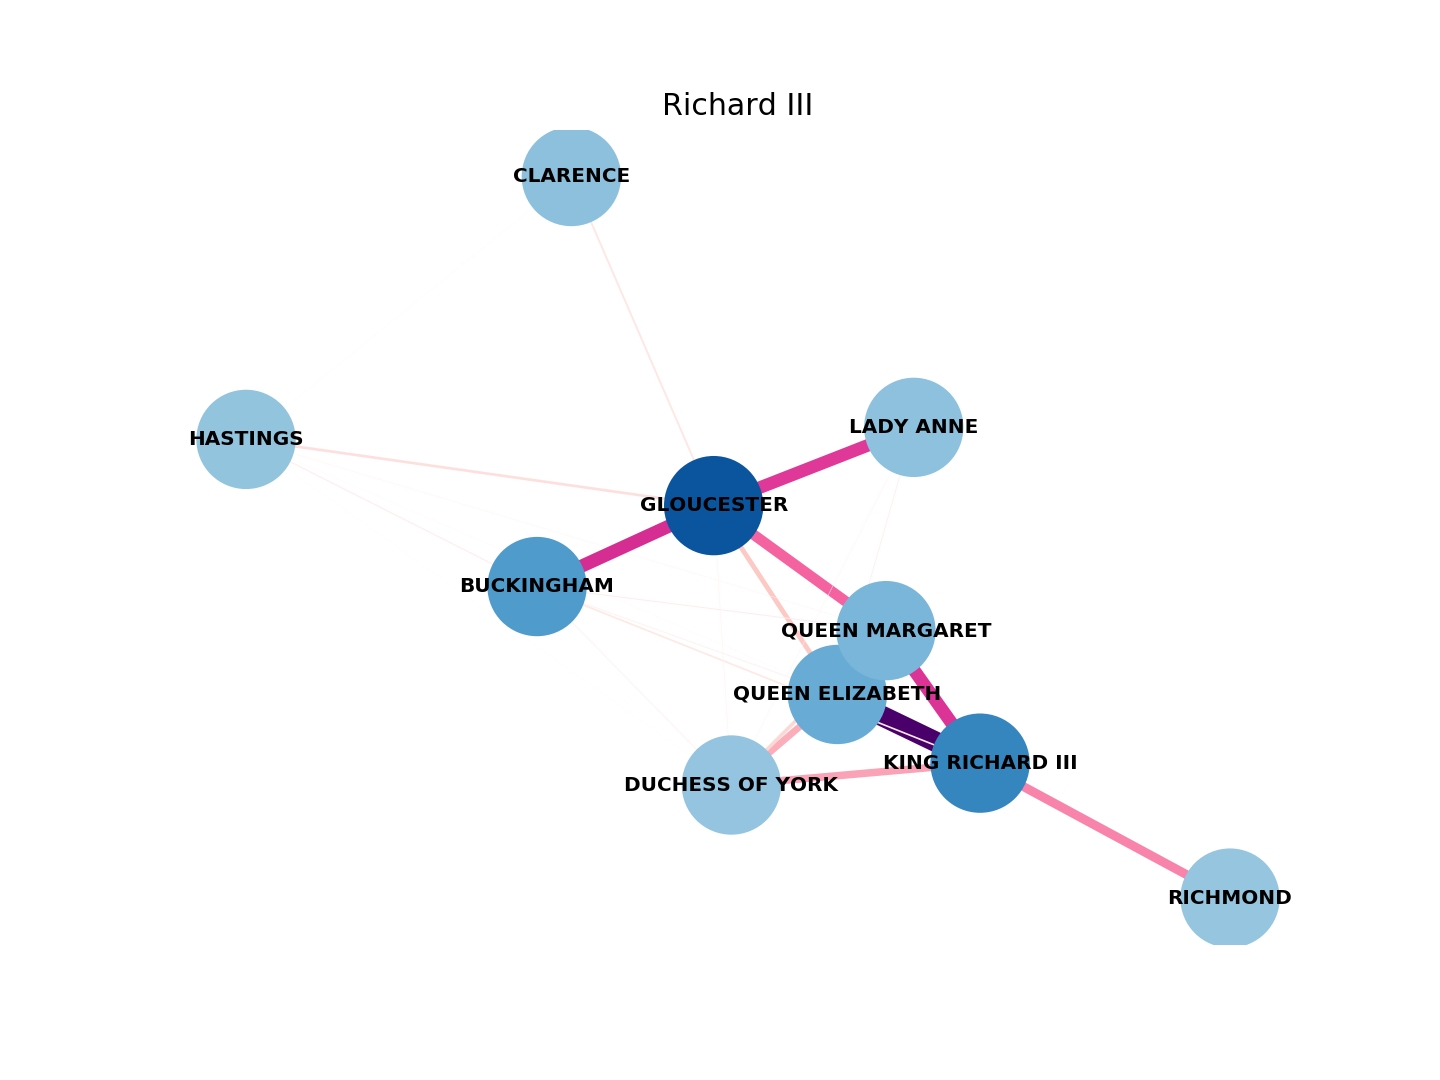 Richard III
CLARENCE
LADY ANNE
HASTINGS
GLOUCESTER
BUCKINGHAM
QUEEN MARGARET
QUEEN ELIZABETH
KING RICHARD III
DUCHESS OF YORK
RICHMOND